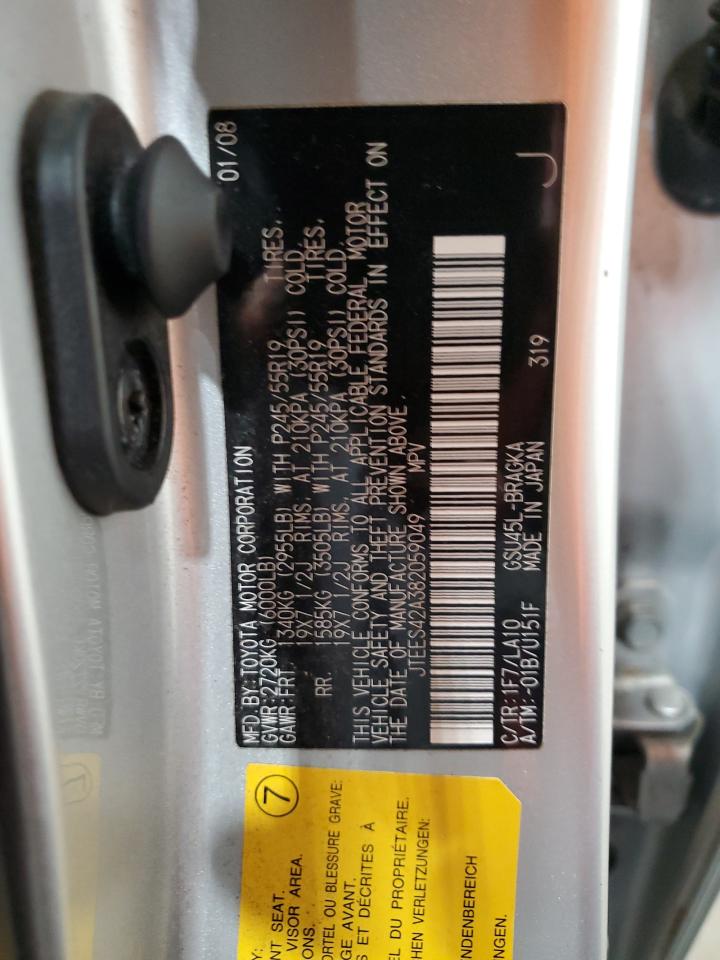 MFD.BY:TOYOTA MOTOR CORPORATION 01/08
GVWR:2720KG (6000LB)
GAWR:FRT. 1340KG (2955LB) WITH P245/55R19 TIRES,
19X7 1/2J RIMS, AT 210KPA (30PSI) COLD,
RR. 1585KG (3505LB) WITH P245/55R19 TIRES,
19X7 1/2J RIMS, AT 210KPA (30PSI) COLD,
THIS VEHICLE CONFORMS TO ALL APPLICABLE FEDERAL MOTOR
VEHICLE SAFETY AND THEFT PREVENTION STANDARDS IN EFFECT ON
THE DATE OF MANUFACTURE SHOWN ABOVE.
JTEES42A382059049 MPV
C/TR:1F7/LA10 GSU45L-BRAGKA 319 J
A/TM:-01B/U151F MADE IN JAPAN
7
Y:
NT SEAT.
VISOR AREA.
ONS.
ORTEL OU BLESSURE GRAVE:
GE AVANT.
S ET DÉCRITES À
EL DU PROPRIÉTAIRE.
HEN VERLETZUNGEN:
NDENBEREICH
NGEN.